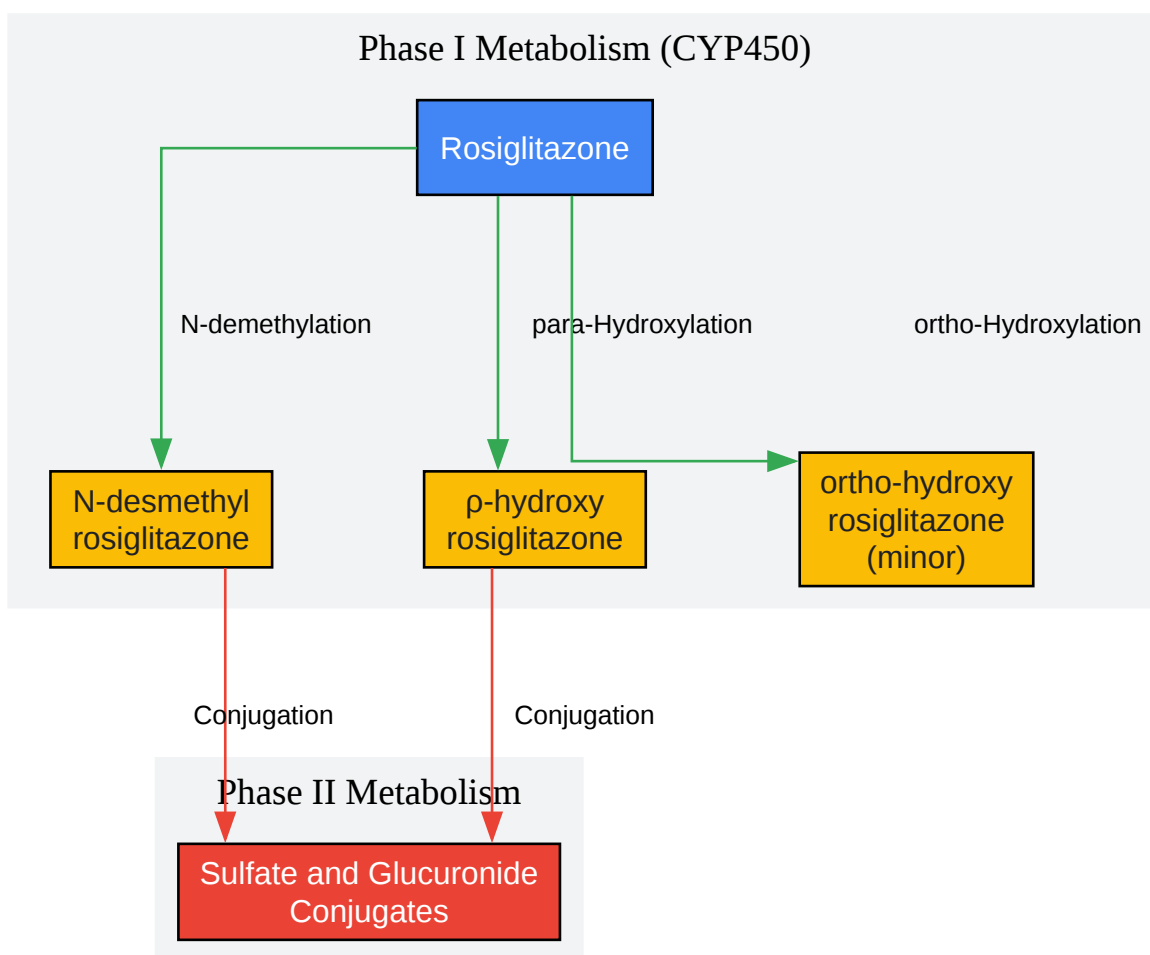 Phase I Metabolism (CYP450)
Rosiglitazone
N-demethylation
para-Hydroxylation
ortho-Hydroxylation
N-desmethyl
rosiglitazone
ρ-hydroxy
rosiglitazone
ortho-hydroxy
rosiglitazone
(minor)
Conjugation
Conjugation
Phase II Metabolism
Sulfate and Glucuronide
Conjugates